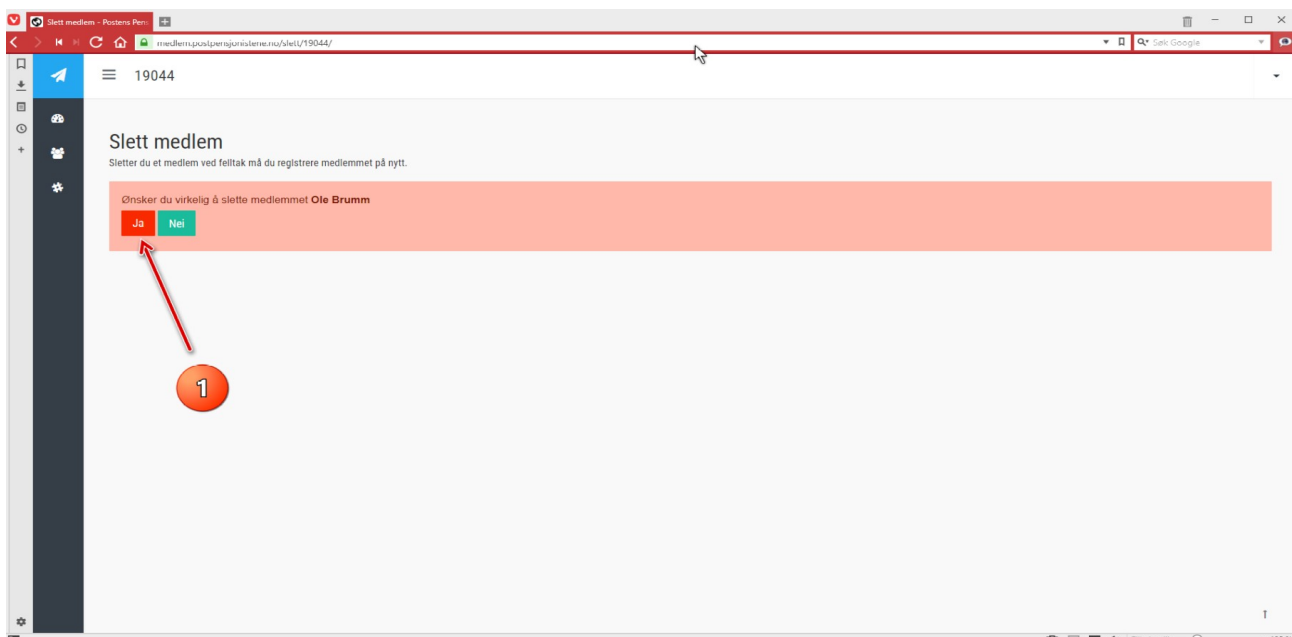 Slett medlem - Postens Pen
medlem.postpensjonistene.no/slett/19044/
Søk Google
19044
Slett medlem
Sletter du et medlem ved felltak må du registrere medlemmet på nytt.
Ønsker du virkelig å slette medlemmet Ole Brumm
Ja Nei
1